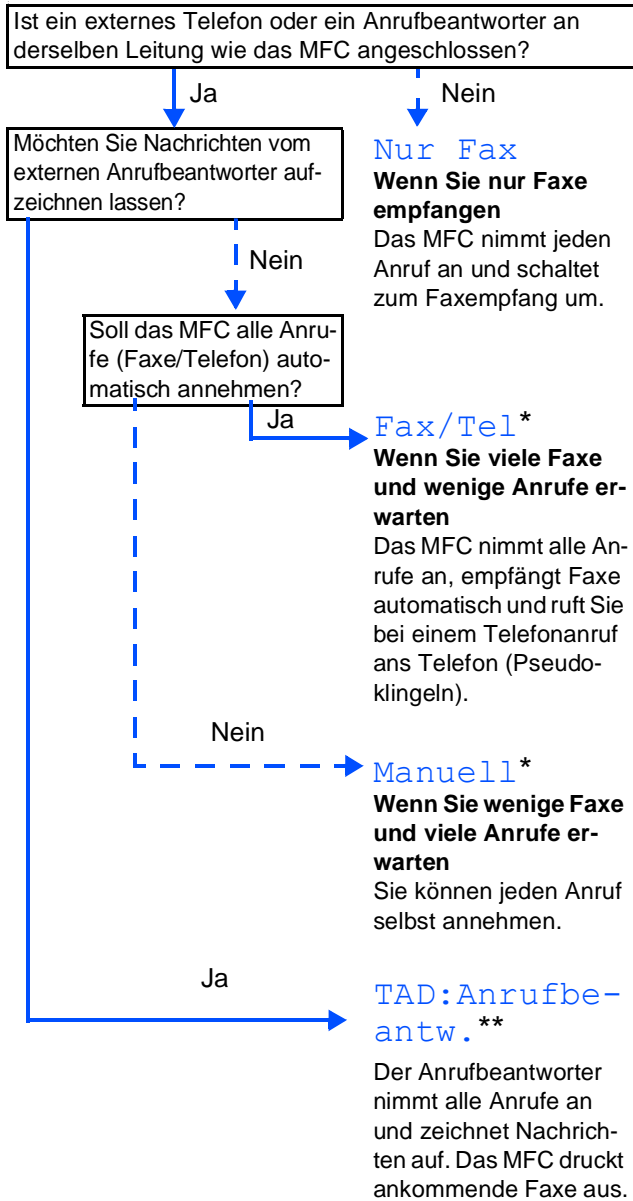 Ist ein externes Telefon oder ein Anrufbeantworter an
derselben Leitung wie das MFC angeschlossen?
Ja
Nein
Möchten Sie Nachrichten vom
externen Anrufbeantworter auf-
zeichnen lassen?
Nur Fax
Wenn Sie nur Faxe
empfangen
Das MFC nimmt jeden
Anruf an und schaltet
zum Faxempfang um.
Nein
Soll das MFC alle Anru-
fe (Faxe/Telefon) auto-
matisch annehmen?
Ja
Fax/Tel*
Wenn Sie viele Faxe
und wenige Anrufe er-
warten
Das MFC nimmt alle An-
rufe an, empfängt Faxe
automatisch und ruft Sie
bei einem Telefonanruf
ans Telefon (Pseudo-
klingeln).
Nein
Manuell*
Wenn Sie wenige Faxe
und viele Anrufe er-
warten
Sie können jeden Anruf
selbst annehmen.
Ja
TAD:Anrufbe-
antw.**
Der Anrufbeantworter
nimmt alle Anrufe an
und zeichnet Nachrich-
ten auf. Das MFC druckt
ankommende Faxe aus.